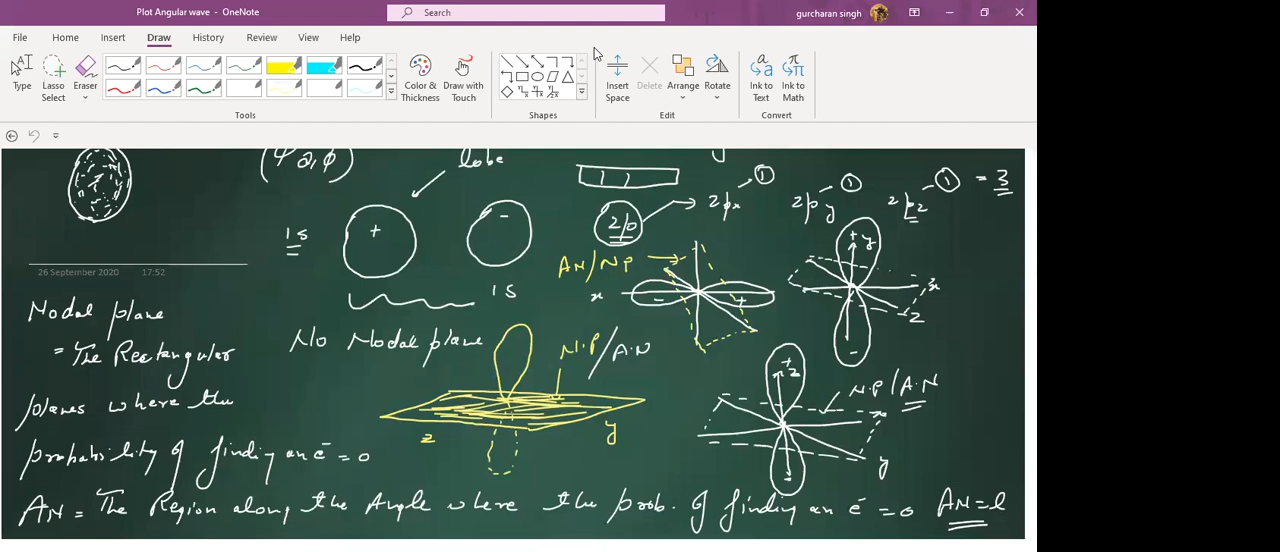 Plot Angular wave - OneNote
Search
gurcharan singh
File Home Insert Draw History Review View Help
Type
Lasso Select
Eraser
Color & Thickness
Draw with Touch
Insert Space
Delete
Arrange
Rotate
Ink to Text
Ink to Math
Tools
Shapes
Edit
Convert
lobe
1s
+
-
1s
No Nodal plane
26 September 2020 17:52
Nodal plane
= The Rectangular
planes where the
probability of finding an e⁻ = 0
2p
2px 1
2py 1
2pz 1 = 3
AN/NP
x
-
+
+ y
x
z
-
N.P/A.N
z
y
+z
N.P/A.N
x
y
-
AN = The Region along the Angle where the prob. of finding an e⁻ = 0 AN = l